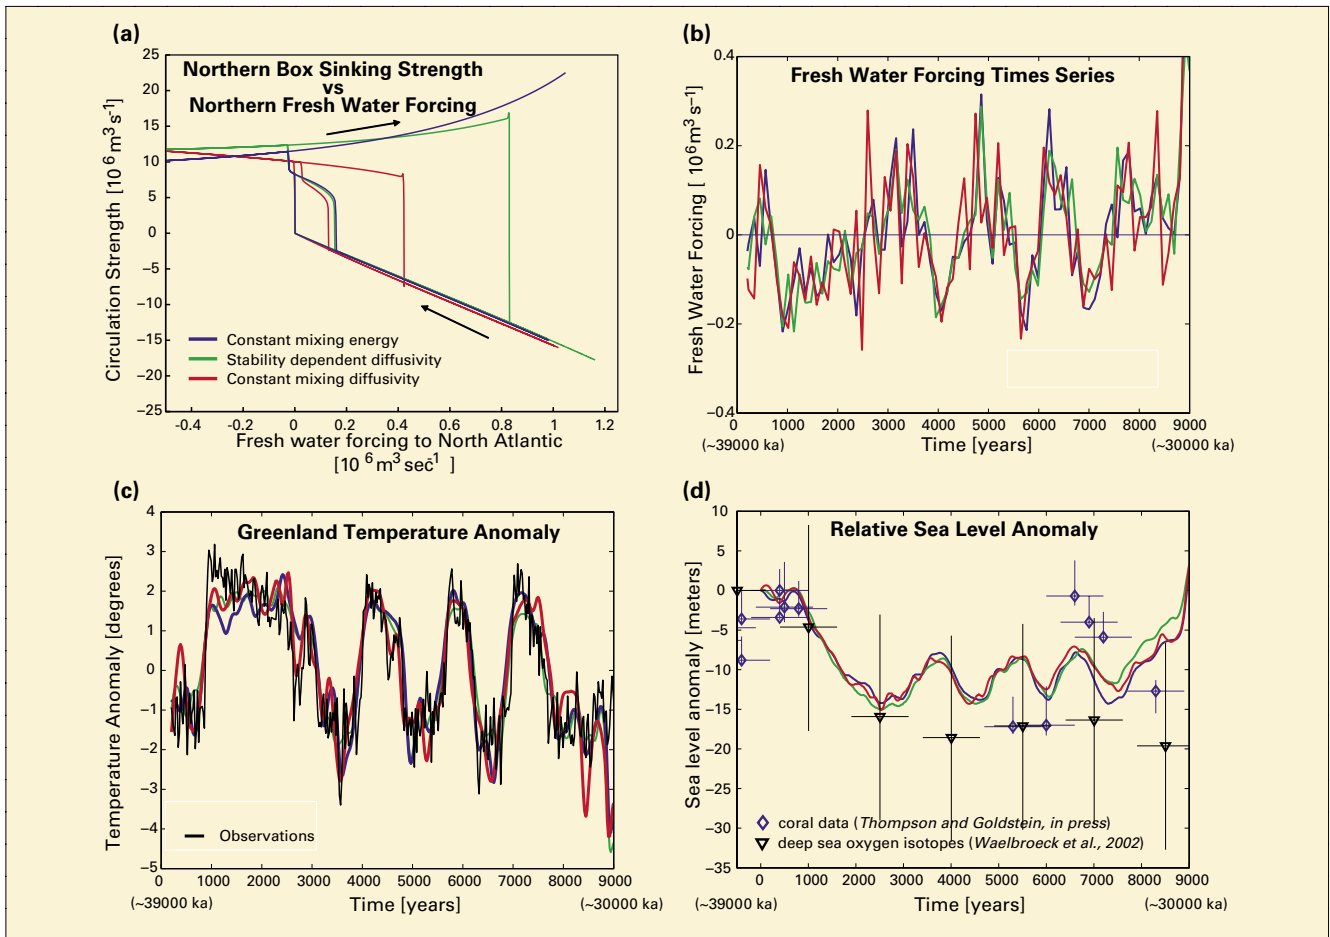 (a)
25
20
15
10
5
0
−5
−10
−15
−20
−25
Circulation Strength [10⁶ m³ s⁻¹]
Northern Box Sinking Strength
vs
Northern Fresh Water Forcing
Constant mixing energy
Stability dependent diffusivity
Constant mixing diffusivity
-0.4 -0.2 0 0.2 0.4 0.6 0.8 1 1.2
Fresh water forcing to North Atlantic
[10⁶ m³ sec⁻¹ ]
(b)
0.4
0.2
0
−0.2
−0.4
Fresh Water Forcing [ 10⁶ m³ s⁻¹]
Fresh Water Forcing Times Series
0 1000 2000 3000 4000 5000 6000 7000 8000 9000
(~39000 ka) Time [years] (~30000 ka)
(c)
4
3
2
1
0
−1
−2
−3
−4
−5
Temperature Anomaly [degrees]
Greenland Temperature Anomaly
Observations
0 1000 2000 3000 4000 5000 6000 7000 8000 9000
(~39000 ka) Time [years] (~30000 ka)
(d)
5
0
−5
−10
−15
−20
−25
−30
−35
Sea level anomaly [meters]
Relative Sea Level Anomaly
coral data (Thompson and Goldstein, in press)
deep sea oxygen isotopes (Waelbroeck et al., 2002)
0 1000 2000 3000 4000 5000 6000 7000 8000 9000
(~39000 ka) Time [years] (~30000 ka)